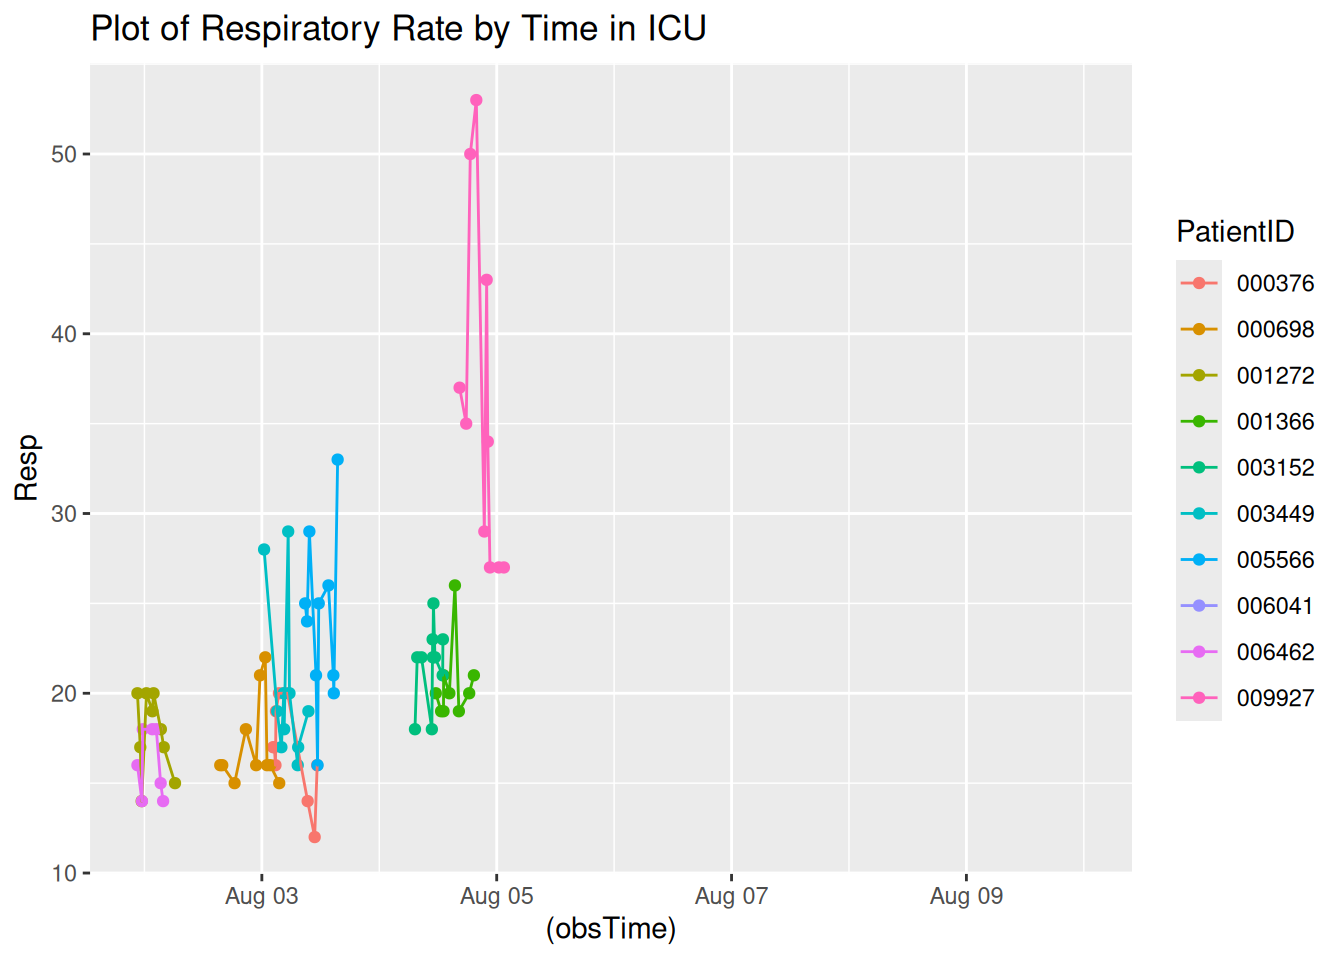 Plot of Respiratory Rate by Time in ICU
50
40
30
20
10
Resp
Aug 03
Aug 05
Aug 07
Aug 09
(obsTime)
PatientID
000376
000698
001272
001366
003152
003449
005566
006041
006462
009927